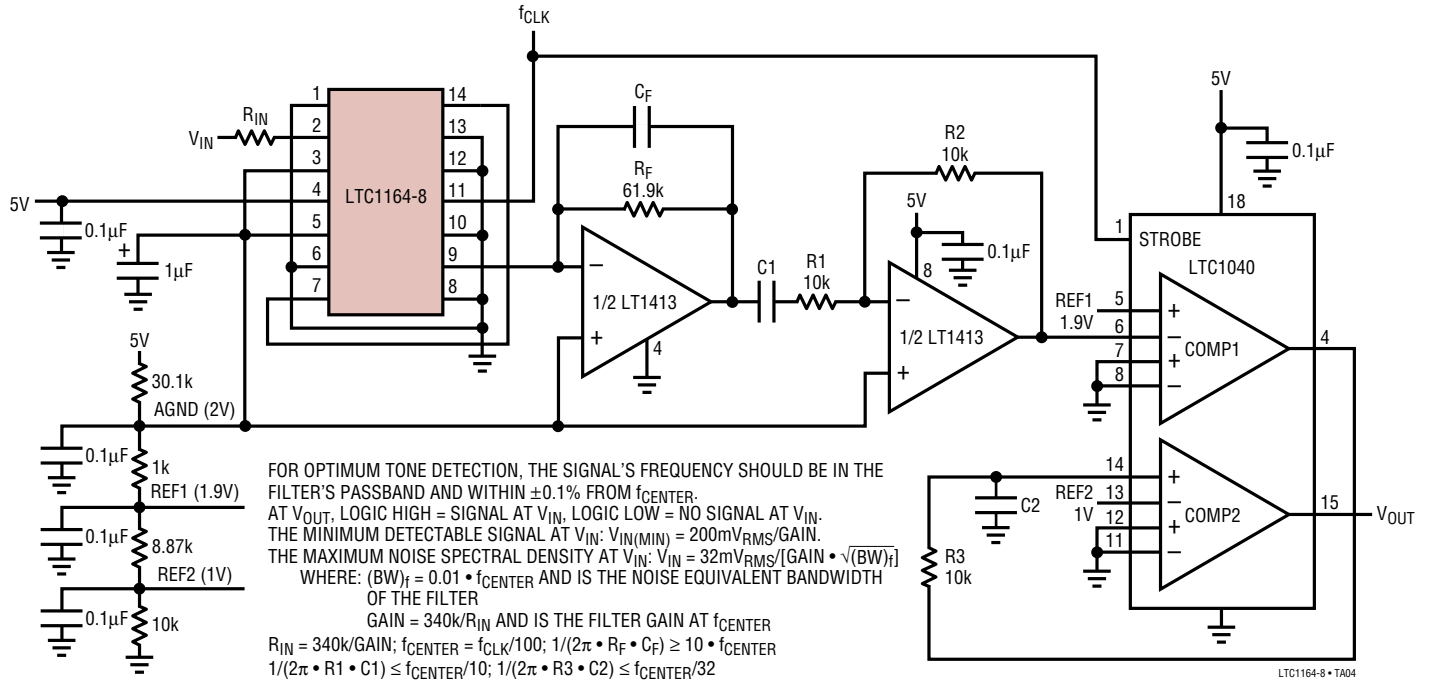 fCLK
5V
CF
RIN
VIN
1
2
3
4
5
6
7
14
13
12
11
10
9
8
LTC1164-8
5V
0.1µF
+
1µF
RF
61.9k
−
+
1/2 LT1413
4
C1
R1
10k
R2
10k
5V
0.1µF
8
−
+
1/2 LT1413
0.1µF
18
1
STROBE
LTC1040
REF1
1.9V
5
6
7
8
+
−
+
−
COMP1
4
14
REF2
1V
13
12
11
+
−
+
−
COMP2
15
VOUT
C2
R3
10k
5V
30.1k
AGND (2V)
0.1µF
1k
REF1 (1.9V)
0.1µF
8.87k
REF2 (1V)
0.1µF
10k
FOR OPTIMUM TONE DETECTION, THE SIGNAL'S FREQUENCY SHOULD BE IN THE
FILTER'S PASSBAND AND WITHIN ±0.1% FROM fCENTER.
AT VOUT, LOGIC HIGH = SIGNAL AT VIN, LOGIC LOW = NO SIGNAL AT VIN.
THE MINIMUM DETECTABLE SIGNAL AT VIN: VIN(MIN) = 200mVRMS/GAIN.
THE MAXIMUM NOISE SPECTRAL DENSITY AT VIN: VIN = 32mVRMS/[GAIN • √(BW)f]
WHERE: (BW)f = 0.01 • fCENTER AND IS THE NOISE EQUIVALENT BANDWIDTH
OF THE FILTER
GAIN = 340k/RIN AND IS THE FILTER GAIN AT fCENTER
RIN = 340k/GAIN; fCENTER = fCLK/100; 1/(2π • RF • CF) ≥ 10 • fCENTER
1/(2π • R1 • C1) ≤ fCENTER/10; 1/(2π • R3 • C2) ≤ fCENTER/32
LTC1164-8 • TA04